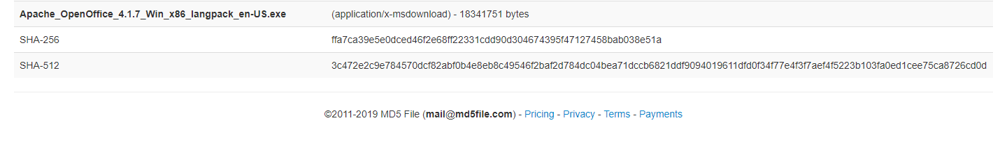 Apache_OpenOffice_4.1.7_Win_x86_langpack_en-US.exe (application/x-msdownload) - 18341751 bytes
SHA-256 ffa7ca39e5e0dced46f2e68ff22331cdd90d304674395f47127458bab038e51a
SHA-512 3c472e2c9e784570dcf82abf0b4e8eb8c49546f2baf2d784dc04bea71dccb6821ddf9094019611dfd0f34f77e4f3f7aef4f5223b103fa0ed1cee75ca8726cd0d
©2011-2019 MD5 File (mail@md5file.com) - Pricing - Privacy - Terms - Payments